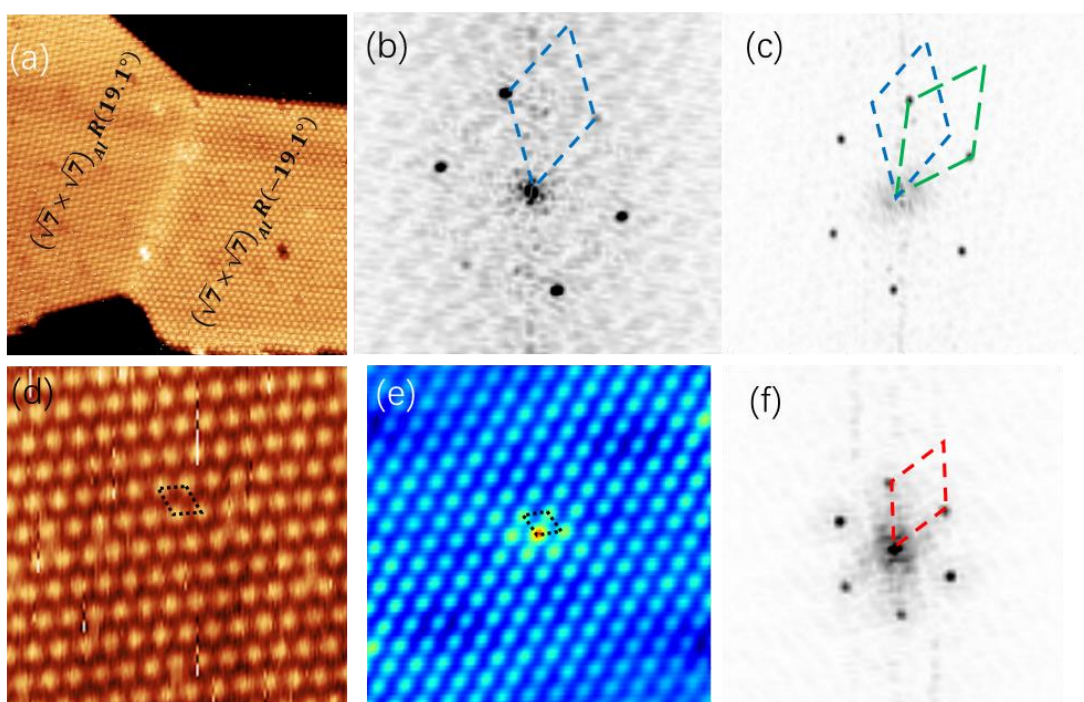 (a)
(√7×√7)_{Al}R(19.1°)
(√7×√7)_{Al}R(-19.1°)
(b)
(c)
(d)
(e)
(f)